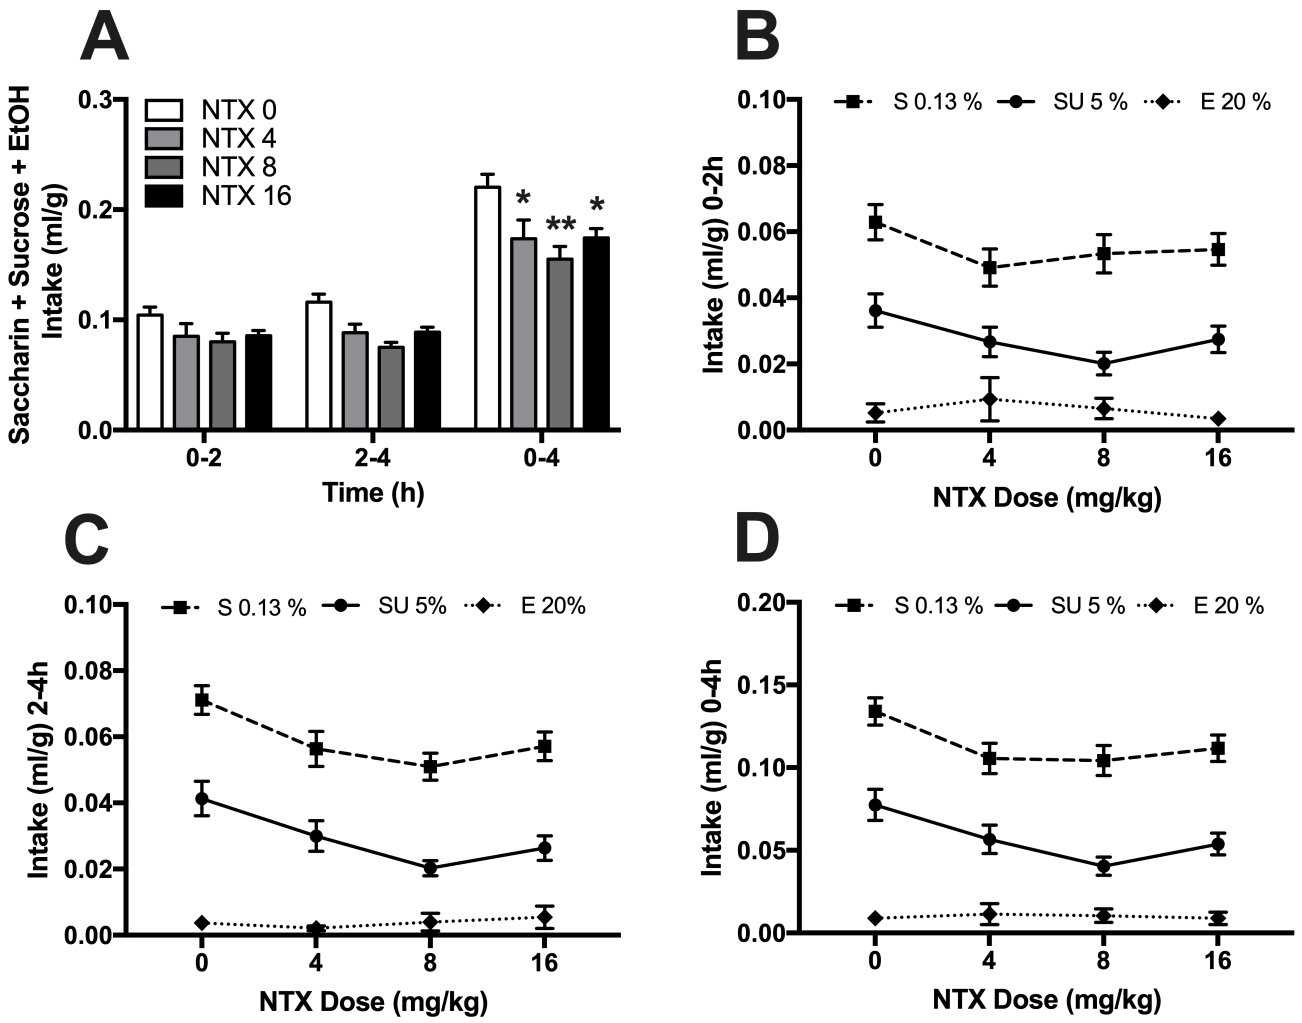 A
Saccharin + Sucrose + EtOH
Intake (ml/g)
0.3
0.2
0.1
0.0
NTX 0
NTX 4
NTX 8
NTX 16
*
**
*
0-2
2-4
0-4
Time (h)
B
S 0.13 %
SU 5 %
E 20 %
Intake (ml/g) 0-2h
0.10
0.08
0.06
0.04
0.02
0.00
0
4
8
16
NTX Dose (mg/kg)
C
S 0.13 %
SU 5%
E 20%
Intake (ml/g) 2-4h
0.10
0.08
0.06
0.04
0.02
0.00
0
4
8
16
NTX Dose (mg/kg)
D
S 0.13 %
SU 5 %
E 20 %
Intake (ml/g) 0-4h
0.20
0.15
0.10
0.05
0.00
0
4
8
16
NTX Dose (mg/kg)